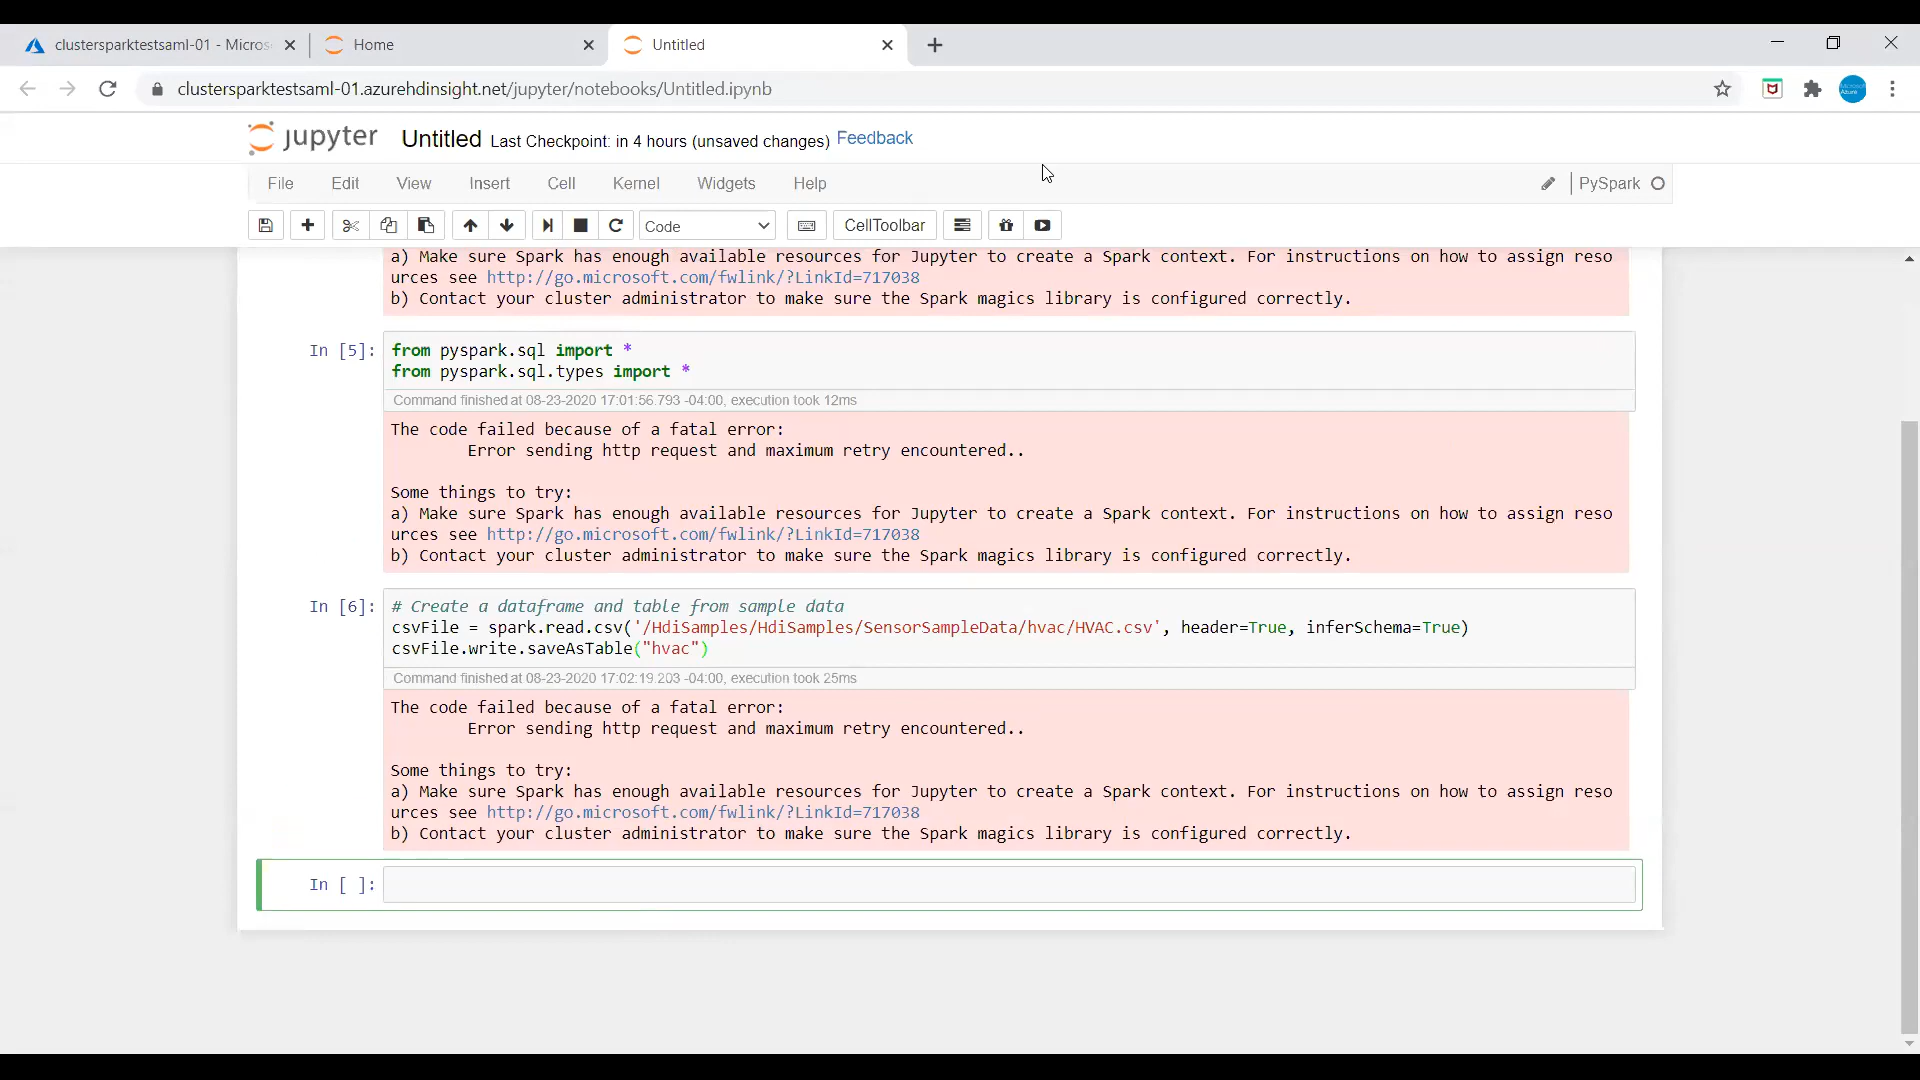 clustersparktestsaml-01 - Micros
Home
Untitled
clustersparktestsaml-01.azurehdinsight.net/jupyter/notebooks/Untitled.ipynb
jupyter Untitled Last Checkpoint: in 4 hours (unsaved changes) Feedback
File Edit View Insert Cell Kernel Widgets Help PySpark
Code CellToolbar
a) Make sure Spark has enough available resources for Jupyter to create a Spark context. For instructions on how to assign reso
urces see http://go.microsoft.com/fwlink/?LinkId=717038
b) Contact your cluster administrator to make sure the Spark magics library is configured correctly.
In [5]: from pyspark.sql import *
from pyspark.sql.types import *
Command finished at 08-23-2020 17:01:56.793 -04:00, execution took 12ms
The code failed because of a fatal error:
Error sending http request and maximum retry encountered..
Some things to try:
a) Make sure Spark has enough available resources for Jupyter to create a Spark context. For instructions on how to assign reso
urces see http://go.microsoft.com/fwlink/?LinkId=717038
b) Contact your cluster administrator to make sure the Spark magics library is configured correctly.
In [6]: # Create a dataframe and table from sample data
csvFile = spark.read.csv('/HdiSamples/HdiSamples/SensorSampleData/hvac/HVAC.csv', header=True, inferSchema=True)
csvFile.write.saveAsTable("hvac")
Command finished at 08-23-2020 17:02:19.203 -04:00, execution took 25ms
The code failed because of a fatal error:
Error sending http request and maximum retry encountered..
Some things to try:
a) Make sure Spark has enough available resources for Jupyter to create a Spark context. For instructions on how to assign reso
urces see http://go.microsoft.com/fwlink/?LinkId=717038
b) Contact your cluster administrator to make sure the Spark magics library is configured correctly.
In [ ]: